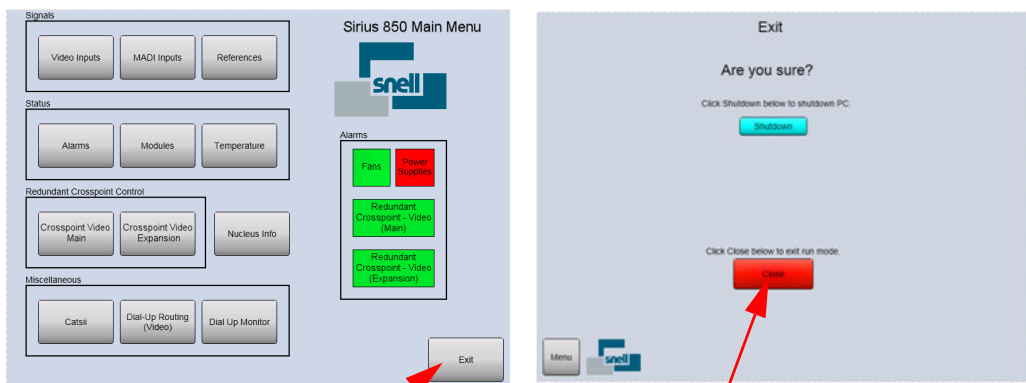 Signals
Video Inputs
MADI Inputs
References
Status
Alarms
Modules
Temperature
Redundant Crosspoint Control
Crosspoint Video
Main
Crosspoint Video
Expansion
Nucleus Info
Miscellaneous
Catsii
Dial-Up Routing
(Video)
Dial Up Monitor
Sirius 850 Main Menu
snell
Alarms
Fans
Power
Supplies
Redundant
Crosspoint - Video
(Main)
Redundant
Crosspoint - Video
(Expansion)
Exit
Exit
Are you sure?
Click Shutdown below to shutdown PC.
Shutdown
Click Close below to exit run mode.
Close
Menu
snell